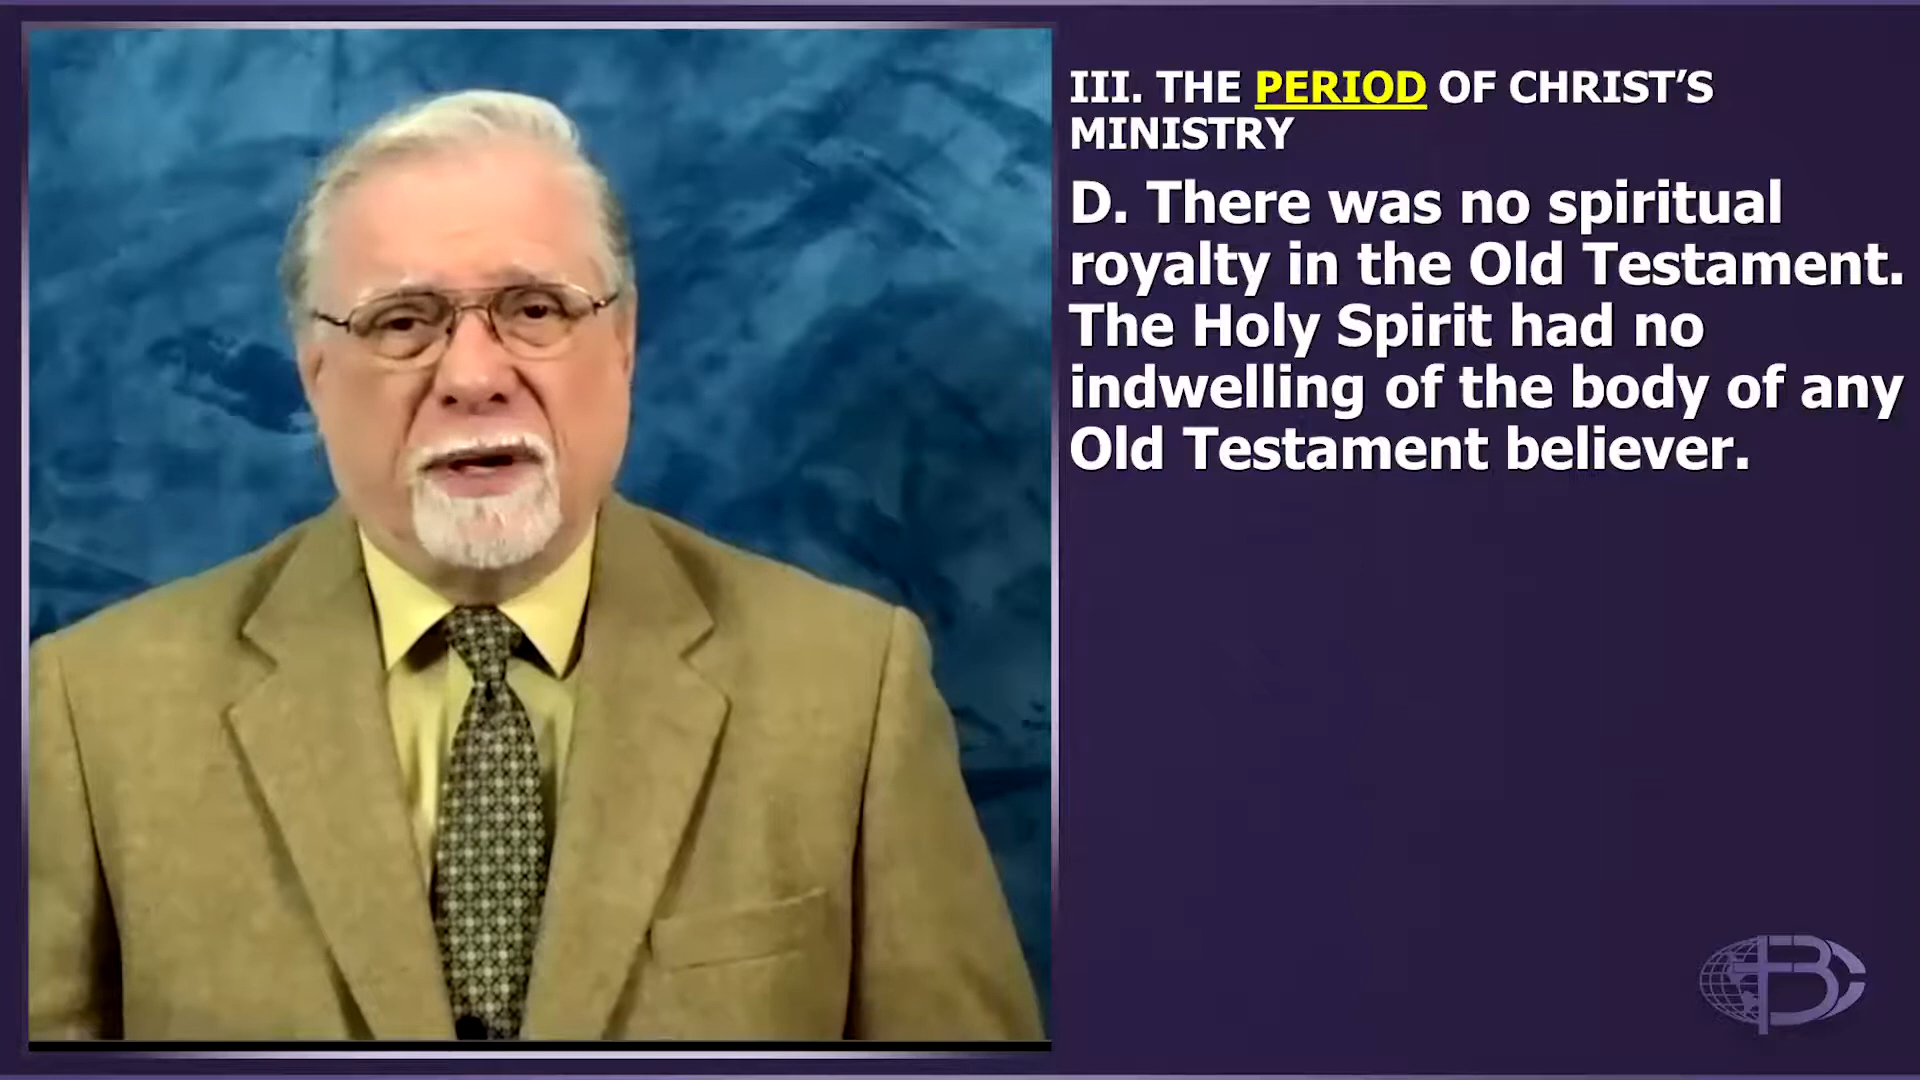 III. THE PERIOD OF CHRIST’S
MINISTRY
D. There was no spiritual
royalty in the Old Testament.
The Holy Spirit had no
indwelling of the body of any
Old Testament believer.